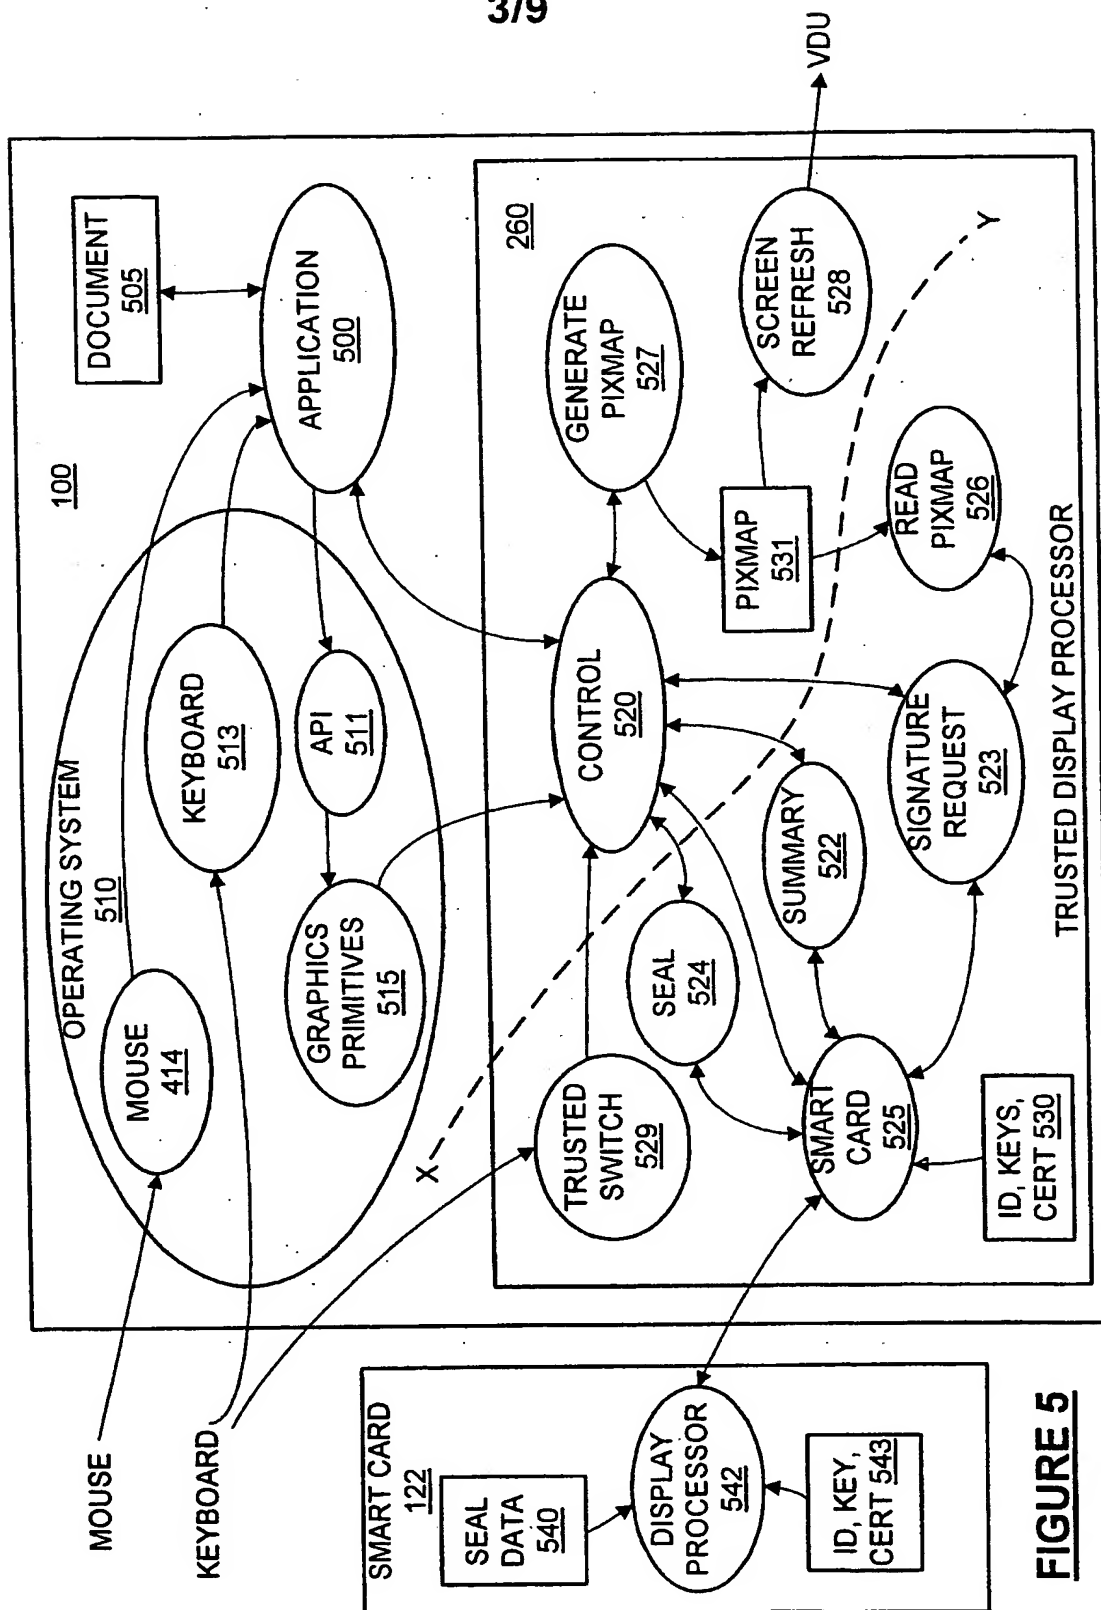 3/9
100
DOCUMENT
505
OPERATING SYSTEM
510
MOUSE
414
KEYBOARD
513
API
511
GRAPHICS
PRIMITIVES
515
APPLICATION
500
MOUSE
KEYBOARD
X
260
TRUSTED
SWITCH
529
CONTROL
520
GENERATE
PIXMAP
527
SEAL
524
PIXMAP
531
SCREEN
REFRESH
528
VDU
Y
SUMMARY
522
SMART
CARD
525
SIGNATURE
REQUEST
523
READ
PIXMAP
526
ID, KEYS,
CERT 530
TRUSTED DISPLAY PROCESSOR
SMART CARD
122
SEAL
DATA
540
DISPLAY
PROCESSOR
542
ID, KEY,
CERT 543
FIGURE 5